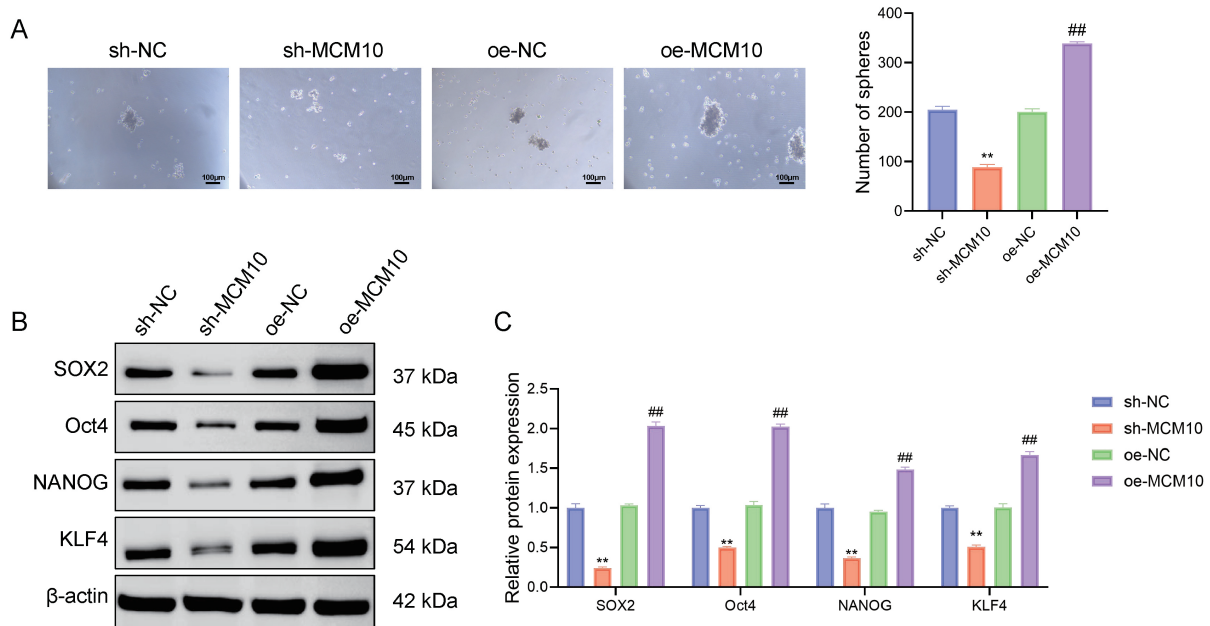 A
sh-NC
sh-MCM10
oe-NC
oe-MCM10
100μm
100μm
100μm
100μm
Number of spheres
400
300
200
100
0
**
##
sh-NC
sh-MCM10
oe-NC
oe-MCM10
B
sh-NC
sh-MCM10
oe-NC
oe-MCM10
SOX2
37 kDa
Oct4
45 kDa
NANOG
37 kDa
KLF4
54 kDa
β-actin
42 kDa
C
Relative protein expression
2.5
2.0
1.5
1.0
0.5
0.0
**
##
**
##
**
##
**
##
SOX2
Oct4
NANOG
KLF4
sh-NC
sh-MCM10
oe-NC
oe-MCM10